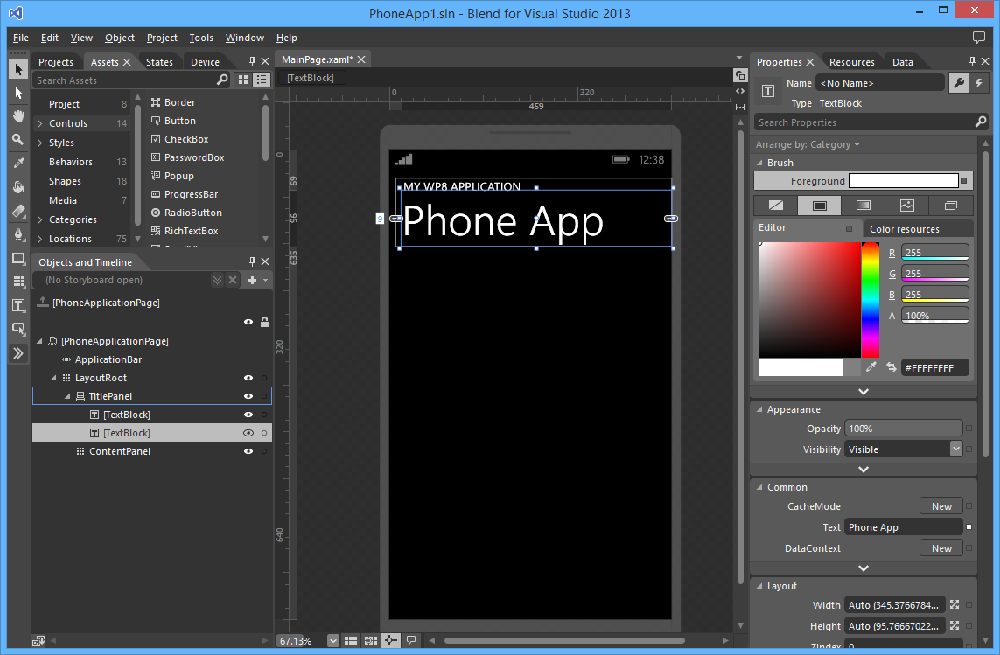 PhoneApp1.sln - Blend for Visual Studio 2013
File Edit View Object Project Tools Window Help
Projects Assets States Device
Search Assets
Project 8
Controls 14
Styles
Behaviors 13
Shapes 9
Media 7
Categories
Locations 75
Border
Button
CheckBox
PasswordBox
Popup
ProgressBar
RadioButton
RichTextBox
Objects and Timeline
(No Storyboard open)
[PhoneApplicationPage]
[PhoneApplicationPage]
ApplicationBar
LayoutRoot
TitlePanel
[TextBlock]
[TextBlock]
ContentPanel
MainPage.xaml*
[TextBlock]
0 320
459
0
69
96
635
320
640
12:38
MY WP8 APPLICATION
9
Phone App
67.13%
Properties Resources Data
Name <No Name>
Type TextBlock
Search Properties
Arrange by: Category
Brush
Foreground
Editor Color resources
R 255
G 255
B 255
A 100%
#FFFFFFFF
Appearance
Opacity 100%
Visibility Visible
Common
CacheMode New
Text Phone App
DataContext New
Layout
Width Auto (345.3766784...
Height Auto (95.76667022...
ZIndex 0